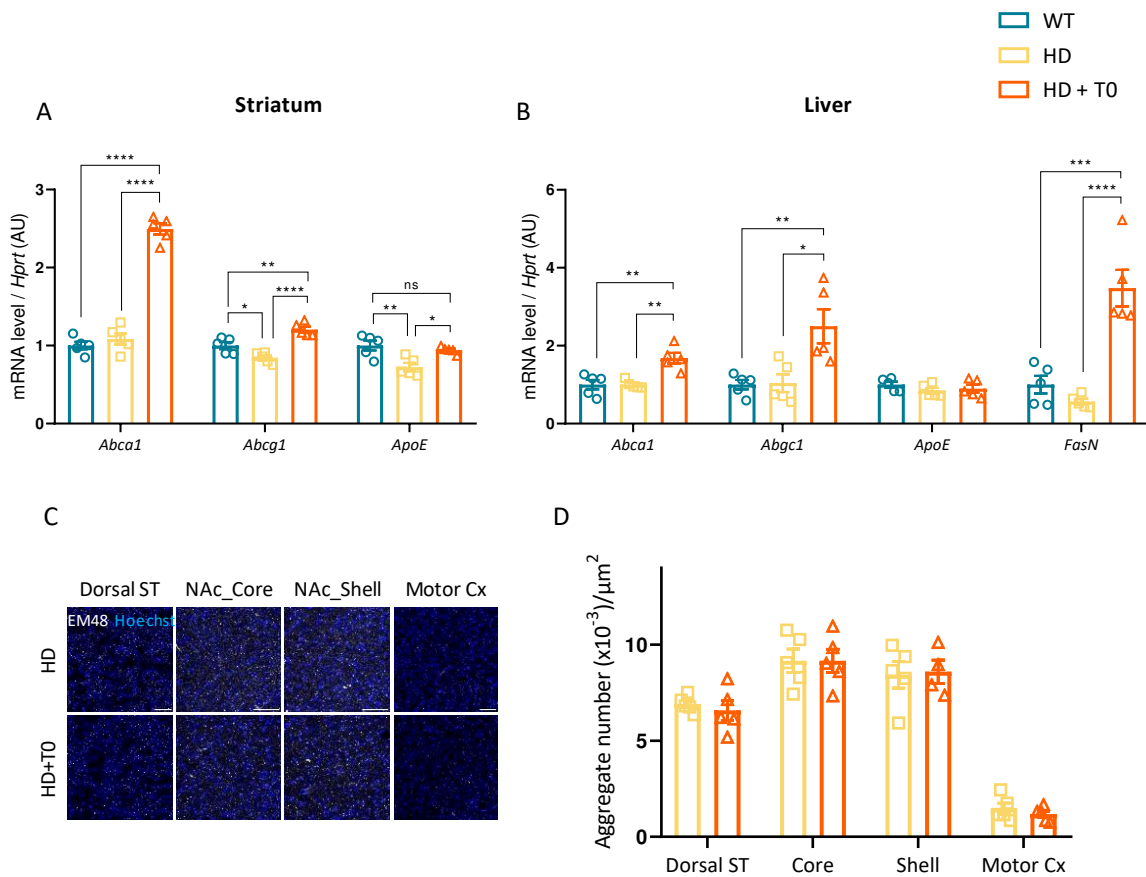 WT
HD
HD + T0
A
Striatum
B
Liver
mRNA level / Hprt (AU)
3
2
1
0
****
****
**
*
****
ns
**
*
Abca1
Abcg1
ApoE
mRNA level / Hprt (AU)
6
4
2
0
**
**
**
*
***
****
Abca1
Abgc1
ApoE
FasN
C
Dorsal ST
NAc_Core
NAc_Shell
Motor Cx
EM48 Hoechst
HD
HD+T0
D
Aggregate number (x10⁻³)/µm²
10
5
0
Dorsal ST
Core
Shell
Motor Cx